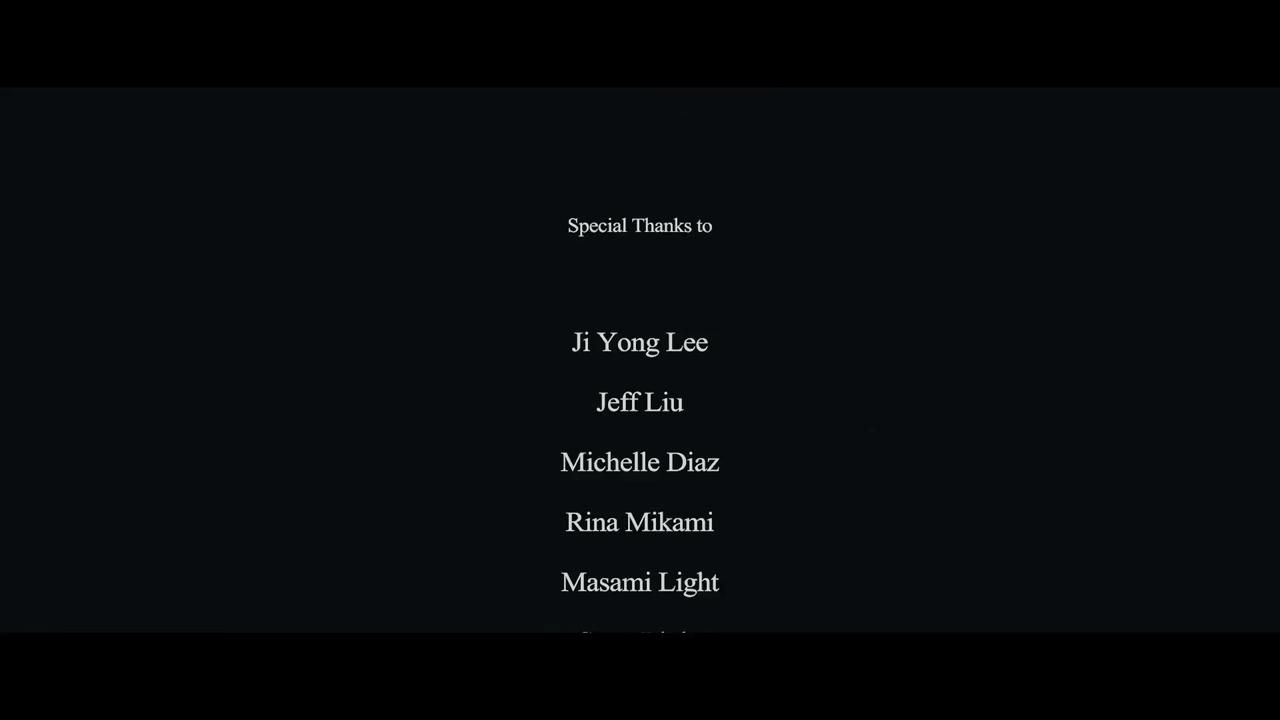 Special Thanks to
Ji Yong Lee
Jeff Liu
Michelle Diaz
Rina Mikami
Masami Light